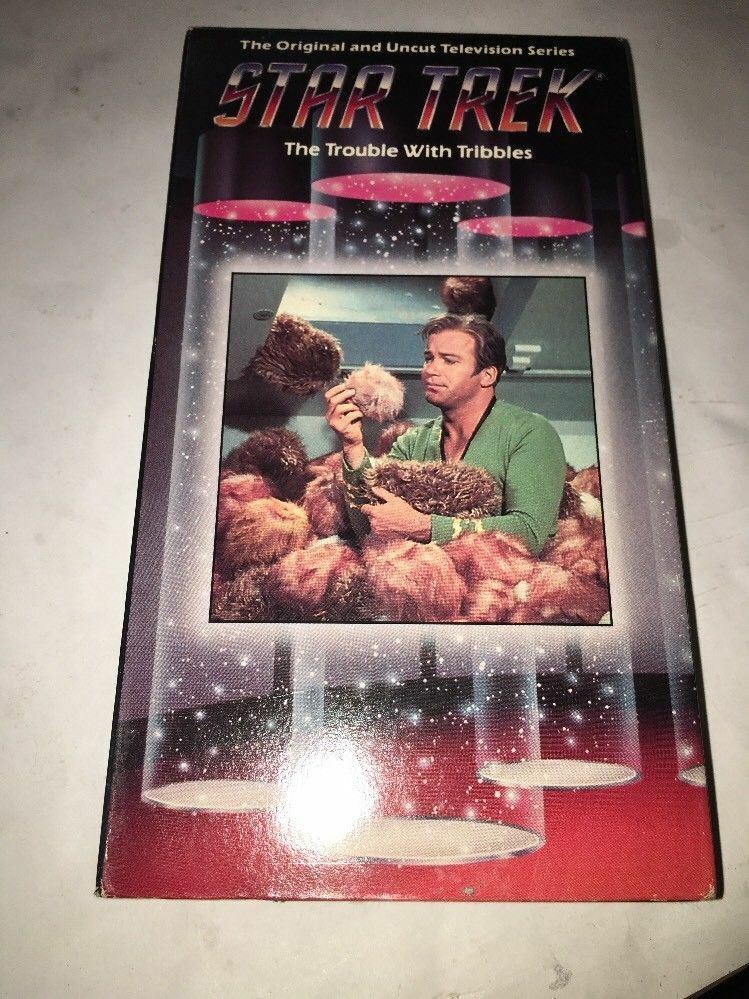 The Original and Uncut Television Series
STAR TREK®
The Trouble With Tribbles